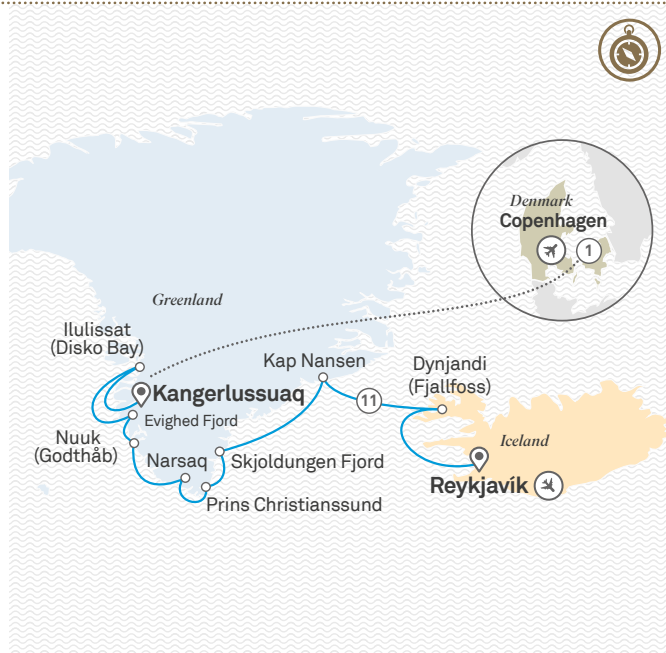 Denmark
Copenhagen
1
Greenland
Ilulissat
(Disko Bay)
Kap Nansen
Dynjandi
(Fjallfoss)
Kangerlussuaq
11
Evighed Fjord
Nuuk
(Godthåb)
Iceland
Narsaq
Skjoldungen Fjord
Reykjavík
Prins Christianssund